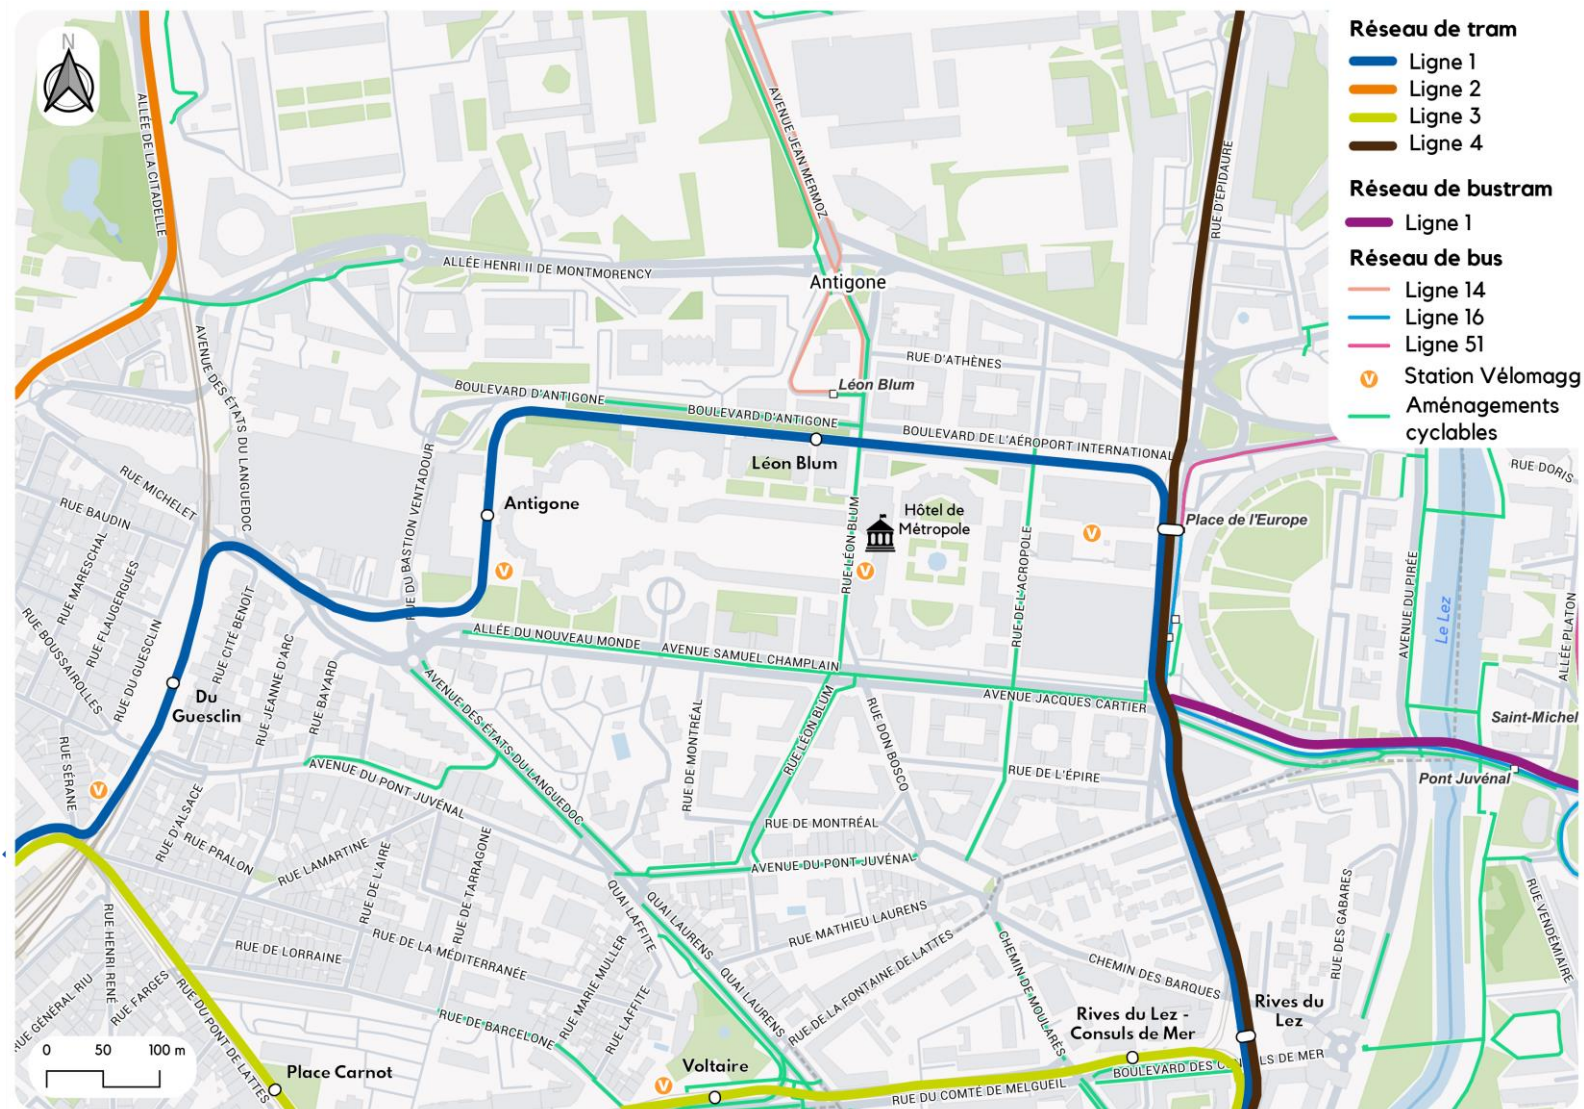 N
Réseau de tram
Ligne 1
Ligne 2
Ligne 3
Ligne 4
Réseau de bustram
Ligne 1
Réseau de bus
Ligne 14
Ligne 16
Ligne 51
V Station Vélomagg
Aménagements
cyclables
ALLÉE DE LA CITADELLE
AVENUE JEAN MERMOZ
RUE D'ÉPIDAURE
ALLÉE HENRI II DE MONTMORENCY
Antigone
AVENUE DES ÉTATS DU LANGUEDOC
RUE D'ATHÈNES
Léon Blum
BOULEVARD D'ANTIGONE
BOULEVARD D'ANTIGONE
BOULEVARD DE L'AÉROPORT INTERNATIONAL
Léon Blum
RUE DORIS
RUE MICHELET
RUE BAUDIN
RUE DU BASTION VENTADOUR
Antigone
RUE LÉON BLUM
Hôtel de
Métropole
RUE DE L'ACROPOLE
V
Place de l'Europe
V
V
RUE MARESCHAL
RUE FLAUGERGUES
RUE BOUSSAIROLLES
RUE DU GUESCLIN
RUE CITÉ BENOÎT
RUE JEANNE D'ARC
RUE BAYARD
AVENUE DU PIRÉE
Le Lez
ALLÉE PLATON
ALLÉE DU NOUVEAU MONDE
AVENUE SAMUEL CHAMPLAIN
AVENUE JACQUES CARTIER
Du
Guesclin
AVENUE DES ÉTATS DU LANGUEDOC
RUE DE MONTRÉAL
RUE LÉON BLUM
RUE DON BOSCO
Saint-Michel
RUE SÉRANE
V
AVENUE DU PONT JUVÉNAL
RUE DE L'ÉPIRE
Pont Juvénal
RUE D'ALSACE
RUE PRALON
RUE LAMARTINE
RUE DE L'AIRE
RUE DE TARRAGONE
RUE DE MONTRÉAL
AVENUE DU PONT JUVÉNAL
QUAI LAFFITE
QUAI LAURENS
RUE MATHIEU LAURENS
RUE DES GABARES
RUE VENDÉMIAIRE
RUE HENRI RENÉ
RUE DE LORRAINE
RUE DE LA MÉDITERRANÉE
RUE MARIE MULLER
QUAI LAURENS
RUE DE LA FONTAINE DE LATTES
CHEMIN DE MOULARÈS
CHEMIN DES BARQUES
RUE GÉNÉRAL RIU
RUE FARGES
RUE DU PONT DE LATTES
RUE DE BARCELONE
RUE LAFFITE
Rives du Lez -
Consuls de Mer
Rives du
Lez
0 50 100 m
Place Carnot
V
Voltaire
RUE DU COMTÉ DE MELGUEIL
BOULEVARD DES CONSULS DE MER